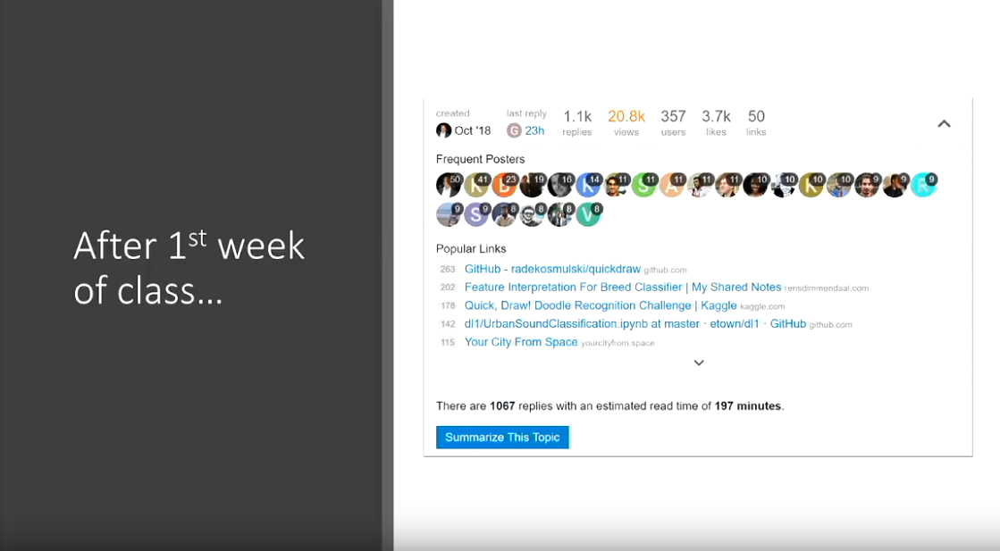 After 1st week
of class...
created
last reply
1.1k
20.8k
357
3.7k
50
Oct '18
G 23h
replies
views
users
likes
links
Frequent Posters
50 K 41 B 23 19 16 K 14 11 S 11 A 11 11 11 10 10 K 10 10 9 9 R 9
9 S 9 8 8 8 V 8
Popular Links
263 GitHub - radekosmulski/quickdraw github.com
202 Feature Interpretation For Breed Classifier | My Shared Notes rensdimmendaal.com
178 Quick, Draw! Doodle Recognition Challenge | Kaggle kaggle.com
142 dl1/UrbanSoundClassification.ipynb at master · etown/dl1 · GitHub github.com
115 Your City From Space yourcityfrom.space
There are 1067 replies with an estimated read time of 197 minutes.
Summarize This Topic